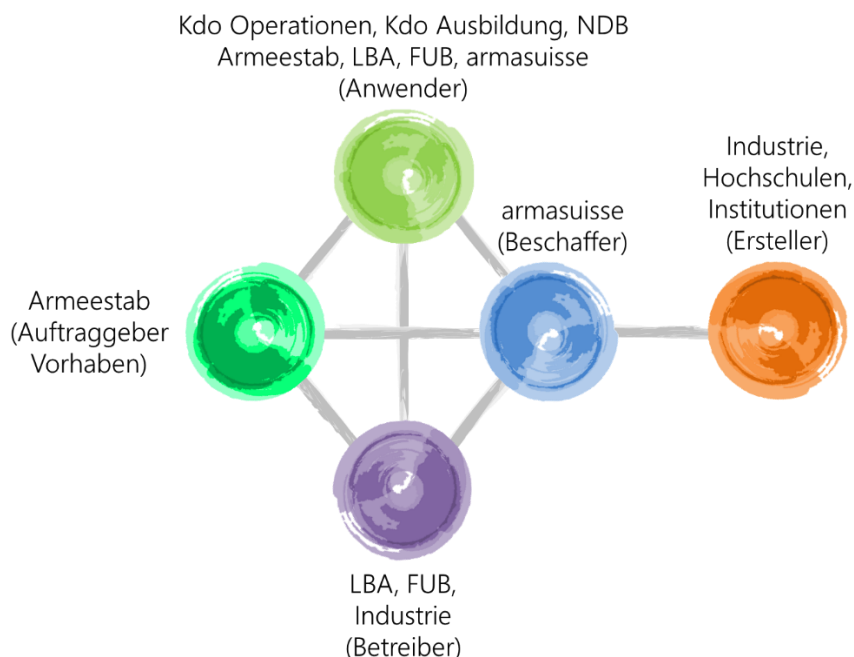 Kdo Operationen, Kdo Ausbildung, NDB
Armeestab, LBA, FUB, armasuisse
(Anwender)
Industrie,
Hochschulen,
Institutionen
(Ersteller)
armasuisse
(Beschaffer)
Armeestab
(Auftraggeber
Vorhaben)
LBA, FUB,
Industrie
(Betreiber)